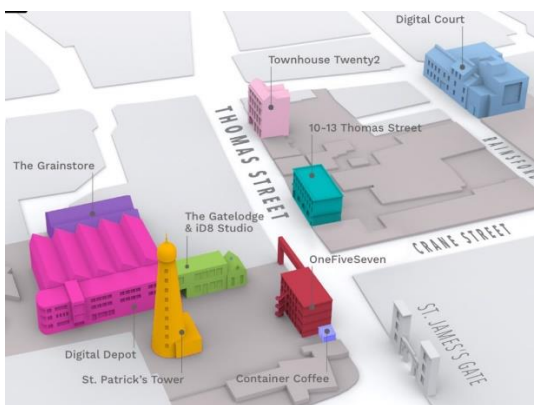 Digital Court
Townhouse Twenty2
THOMAS STREET
10-13 Thomas Street
RAINSFORD
The Grainstore
The Gatelodge
& iD8 Studio
CRANE STREET
OneFiveSeven
ST. JAMES'S GATE
Digital Depot
St. Patrick's Tower
Container Coffee